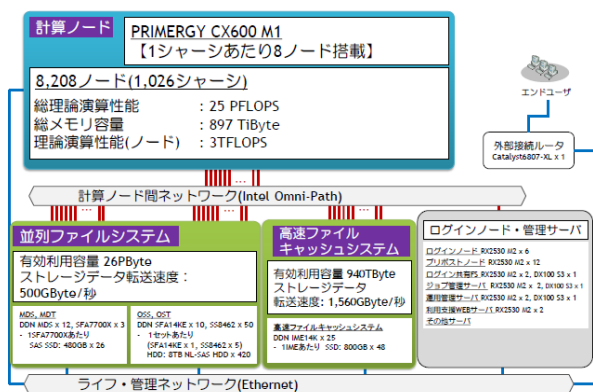 計算ノード
PRIMERGY CX600 M1
【1シャーシあたり8ノード搭載】
8,208ノード(1,026シャーシ)
総理論演算性能 : 25 PFLOPS
総メモリ容量 : 897 TiByte
理論演算性能(ノード) : 3TFLOPS
エンドユーザ
外部接続ルータ
Catalyst6807-XL x 1
...
...
計算ノード間ネットワーク(Intel Omni-Path)
...
...
並列ファイルシステム
有効利用容量 26PByte
ストレージデータ転送速度：
500GByte/秒
MDS, MDT
DDN MDS x 12, SFA7700X x 3
- 1SFA7700Xあたり
SAS SSD: 480GB x 26
OSS, OST
DDN SFA14KE x 10, SS8462 x 50
- 1セットあたり
(SFA14KE x 1, SS8462 x 5)
HDD: 8TB NL-SAS HDD x 420
高速ファイル
キャッシュシステム
有効利用容量 940TByte
ストレージデータ
転送速度：1,560GByte/秒
高速ファイルキャッシュシステム
DDN IME14K x 25
- 1IMEあたり SSD: 800GB x 48
ログインノード・管理サーバ
ログインノード RX2530 M2 x 6
プリポストノード RX2530 M2 x 12
ログイン共有FS RX2530 M2 x 2, DX100 S3 x 1
ジョブ管理サーバ RX2530 M2 x 2, DX100 S3 x 1
運用管理サーバ RX2530 M2 x 2, DX100 S3 x 1
利用支援WEBサーバ RX2530 M2 x 2
その他サーバ
ライフ・管理ネットワーク(Ethernet)